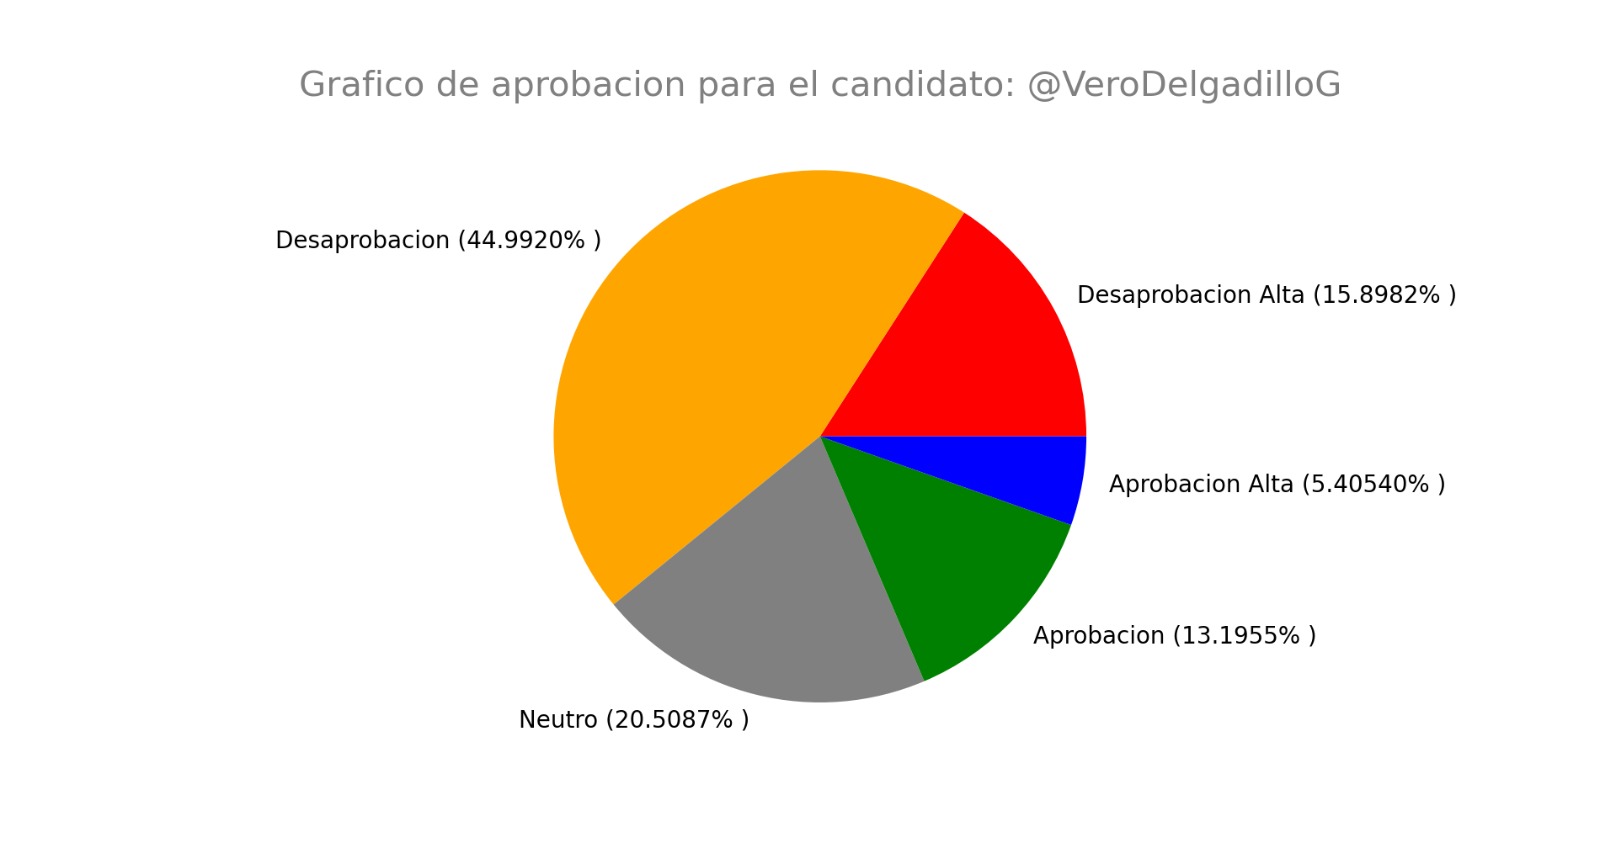 Grafico de aprobacion para el candidato: @VeroDelgadilloG
Desaprobacion (44.9920% )
Desaprobacion Alta (15.8982% )
Aprobacion Alta (5.40540% )
Aprobacion (13.1955% )
Neutro (20.5087% )